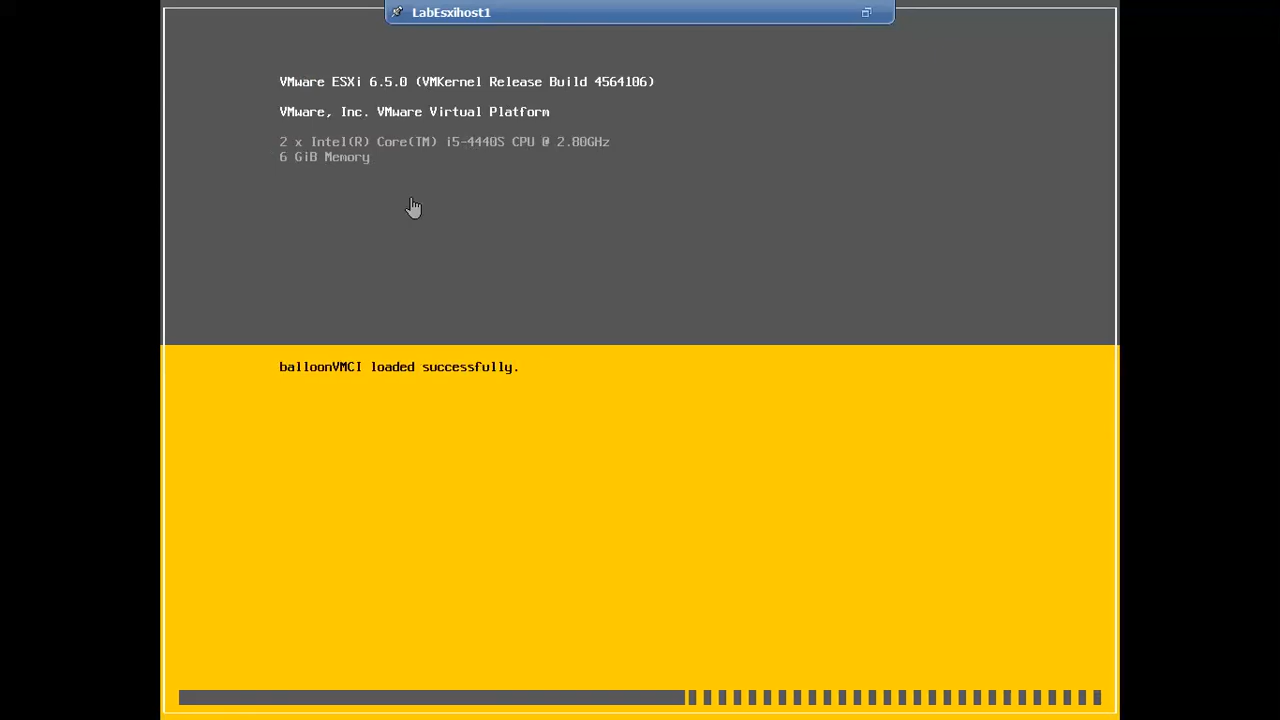 LabEsxihost1
VMware ESXi 6.5.0 (VMKernel Release Build 4564106)
VMware, Inc. VMware Virtual Platform
2 x Intel(R) Core(TM) i5-4440S CPU @ 2.80GHz
6 GiB Memory
balloonVMCI loaded successfully.